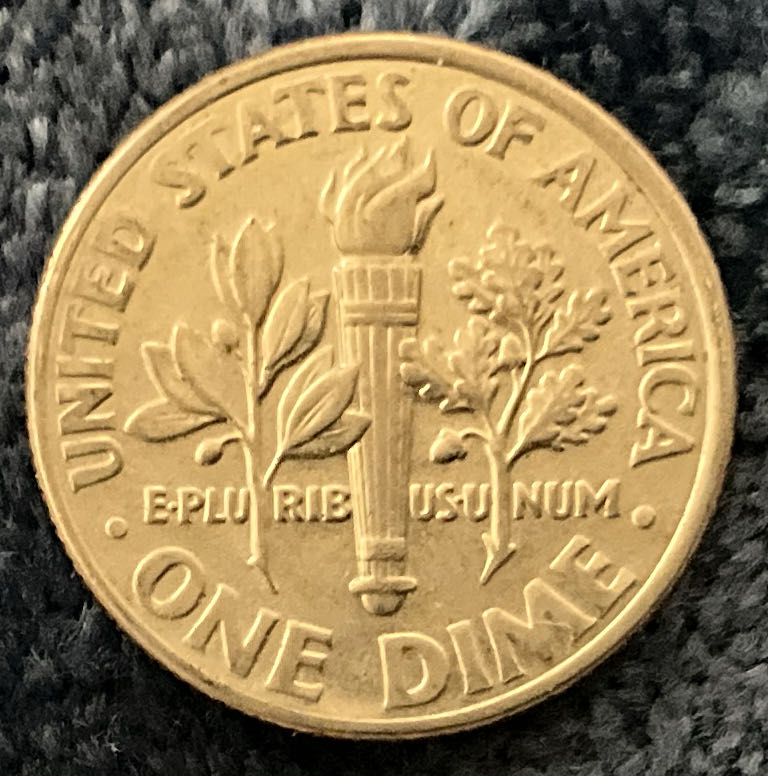 UNITED STATES OF AMERICA
E·PLURIBUS·UNUM
ONE DIME